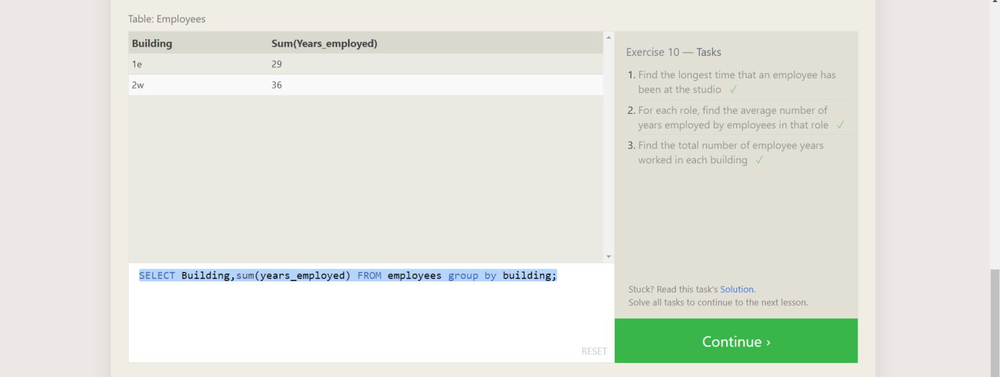 Table: Employees
Building Sum(Years_employed)
1e 29
2w 36
SELECT Building,sum(years_employed) FROM employees group by building;
RESET
Exercise 10 — Tasks
1. Find the longest time that an employee has
been at the studio ✓
2. For each role, find the average number of
years employed by employees in that role ✓
3. Find the total number of employee years
worked in each building ✓
Stuck? Read this task's Solution.
Solve all tasks to continue to the next lesson.
Continue ›